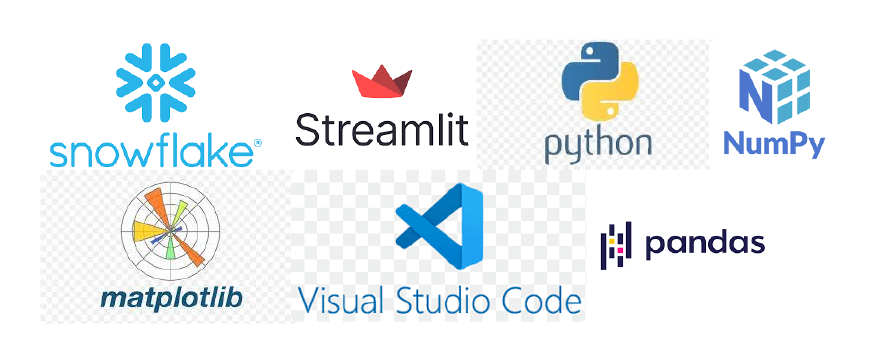 snowflake®
Streamlit
python
NumPy
matplotlib
Visual Studio Code
pandas